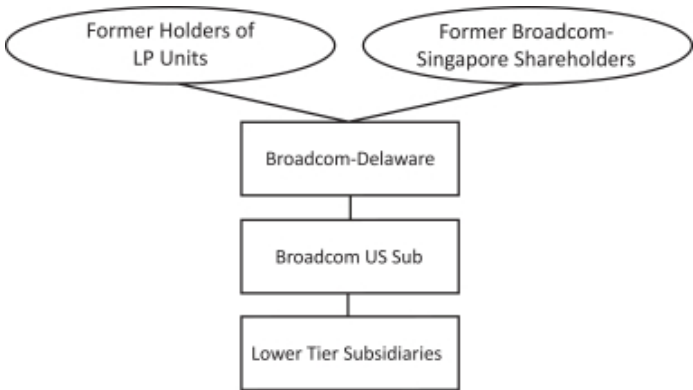 Former Holders of
LP Units
Former Broadcom-
Singapore Shareholders
Broadcom-Delaware
Broadcom US Sub
Lower Tier Subsidiaries